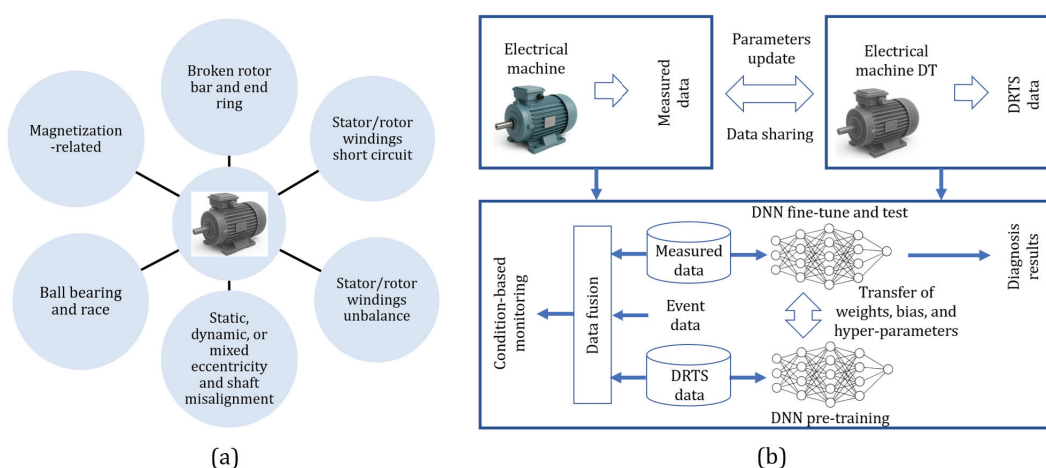 Broken rotor
bar and end
ring
Magnetization
-related
Stator/rotor
windings
short circuit
Ball bearing
and race
Stator/rotor
windings
unbalance
Static,
dynamic, or
mixed
eccentricity
and shaft
misalignment
(a)
Electrical
machine
Measured
data
Parameters
update
Data sharing
Electrical
machine DT
DRTS
data
DNN fine-tune and test
Measured
data
Diagnosis
results
Condition-based
monitoring
Data fusion
Event
data
Transfer of
weights, bias, and
hyper-parameters
DRTS
data
DNN pre-training
(b)